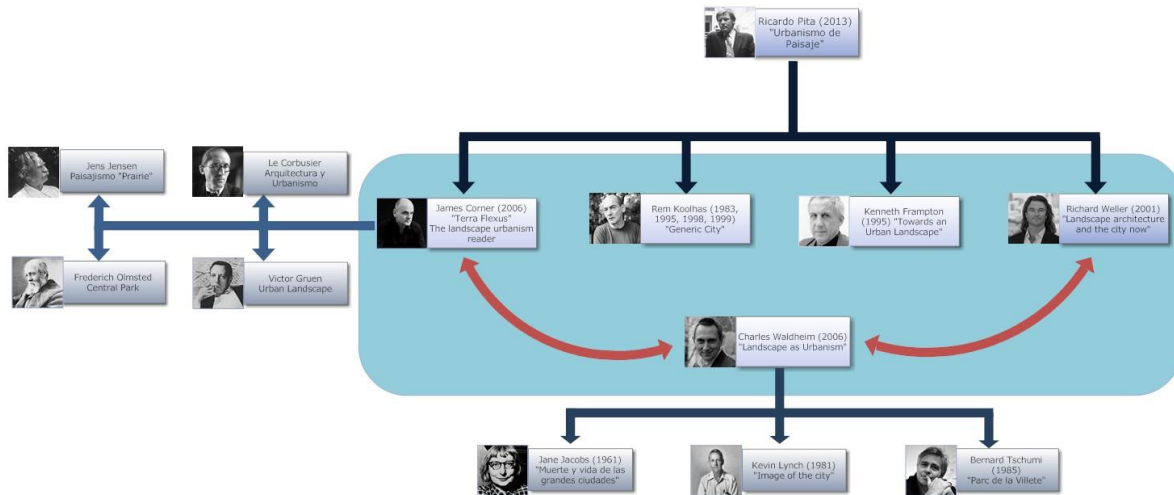 Ricardo Pita (2013)
"Urbanismo de
Paisaje"
Jens Jensen
Paisajismo "Prairie"
Le Corbusier
Arquitectura y
Urbanismo
James Corner (2006)
"Terra Flexus"
The landscape urbanism
reader
Rem Koolhas (1983,
1995, 1998, 1999)
"Generic City"
Kenneth Frampton
(1995) "Towards an
Urban Landscape"
Richard Weller (2001)
"Landscape architecture
and the city now"
Frederich Olmsted
Central Park
Victor Gruen
Urban Landscape
Charles Waldheim (2006)
"Landscape as Urbanism"
Jane Jacobs (1961)
"Muerte y vida de las
grandes ciudades"
Kevin Lynch (1981)
"Image of the city"
Bernard Tschumi
(1985)
"Parc de la Villete"